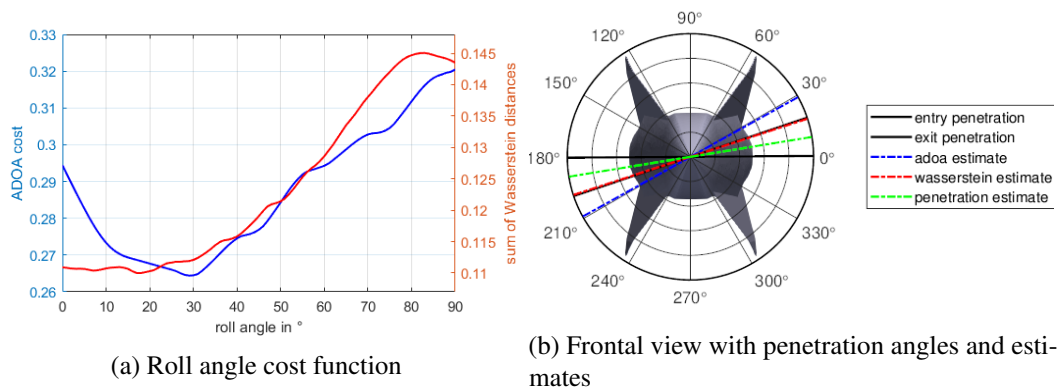 0.33
0.32
0.31
0.3
0.29
0.28
0.27
0.26
ADOA cost
0 10 20 30 40 50 60 70 80 90
roll angle in °
0.145
0.14
0.135
0.13
0.125
0.12
0.115
0.11
sum of Wasserstein distances
(a) Roll angle cost function
90°
120° 60°
150° 30°
180° 0°
210° 330°
240° 300°
270°
entry penetration
exit penetration
adoa estimate
wasserstein estimate
penetration estimate
(b) Frontal view with penetration angles and esti-
mates